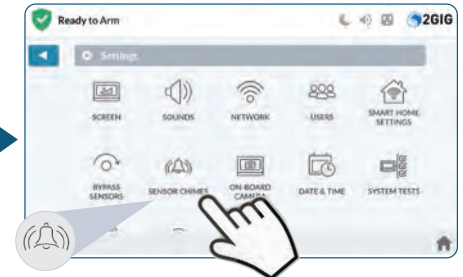 Ready to Arm
2GIG
Settings
SCREEN
SOUNDS
NETWORK
USERS
SMART HOME
SETTINGS
BYPASS
SENSORS
SENSOR CHIMES
ON-BOARD
CAMERA
DATE & TIME
SYSTEM TESTS